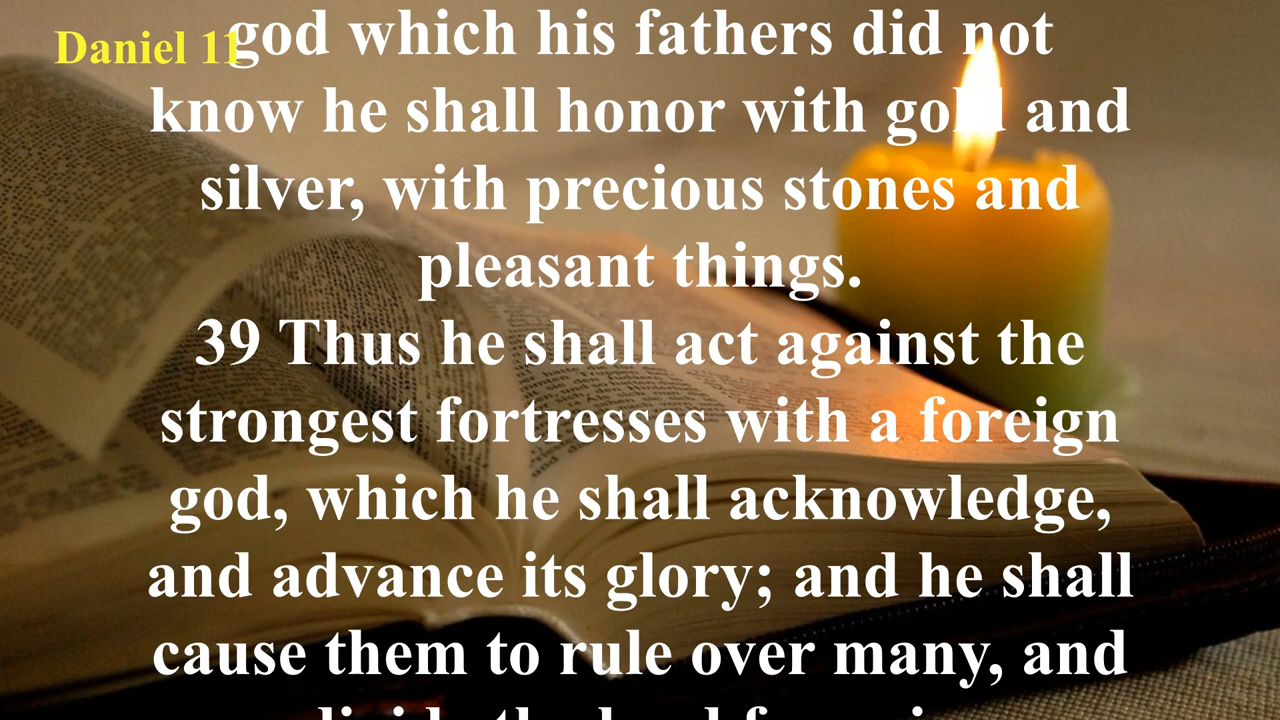 Daniel 11
god which his fathers did not
know he shall honor with gold and
silver, with precious stones and
pleasant things.
39 Thus he shall act against the
strongest fortresses with a foreign
god, which he shall acknowledge,
and advance its glory; and he shall
cause them to rule over many, and